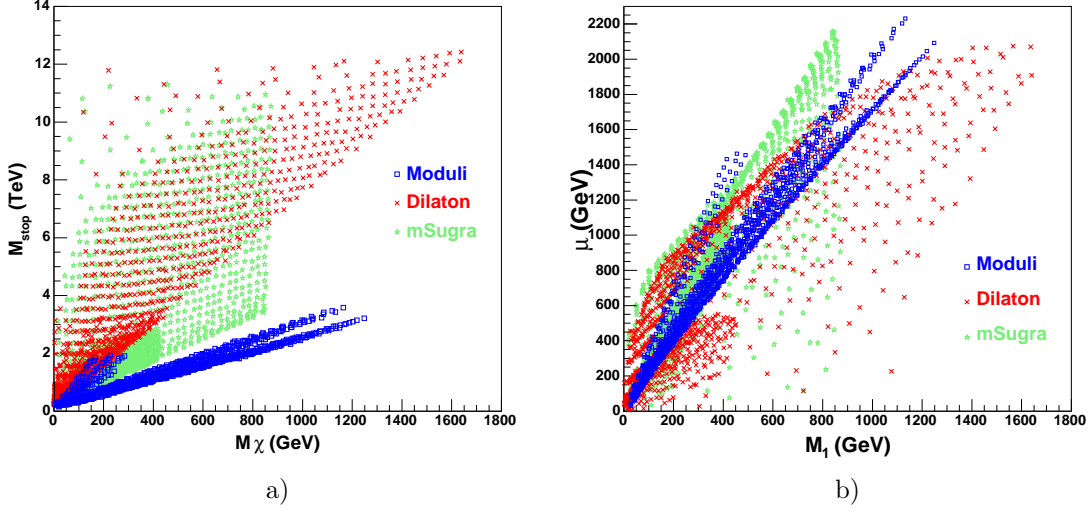 14
12
10
8
6
4
2
0
0 200 400 600 800 1000 1200 1400 1600 1800
M_stop (TeV)
M χ (GeV)
Moduli
Dilaton
mSugra
a)
2200
2000
1800
1600
1400
1200
1000
800
600
400
200
0
0 200 400 600 800 1000 1200 1400 1600 1800
μ (GeV)
M_1 (GeV)
Moduli
Dilaton
mSugra
b)